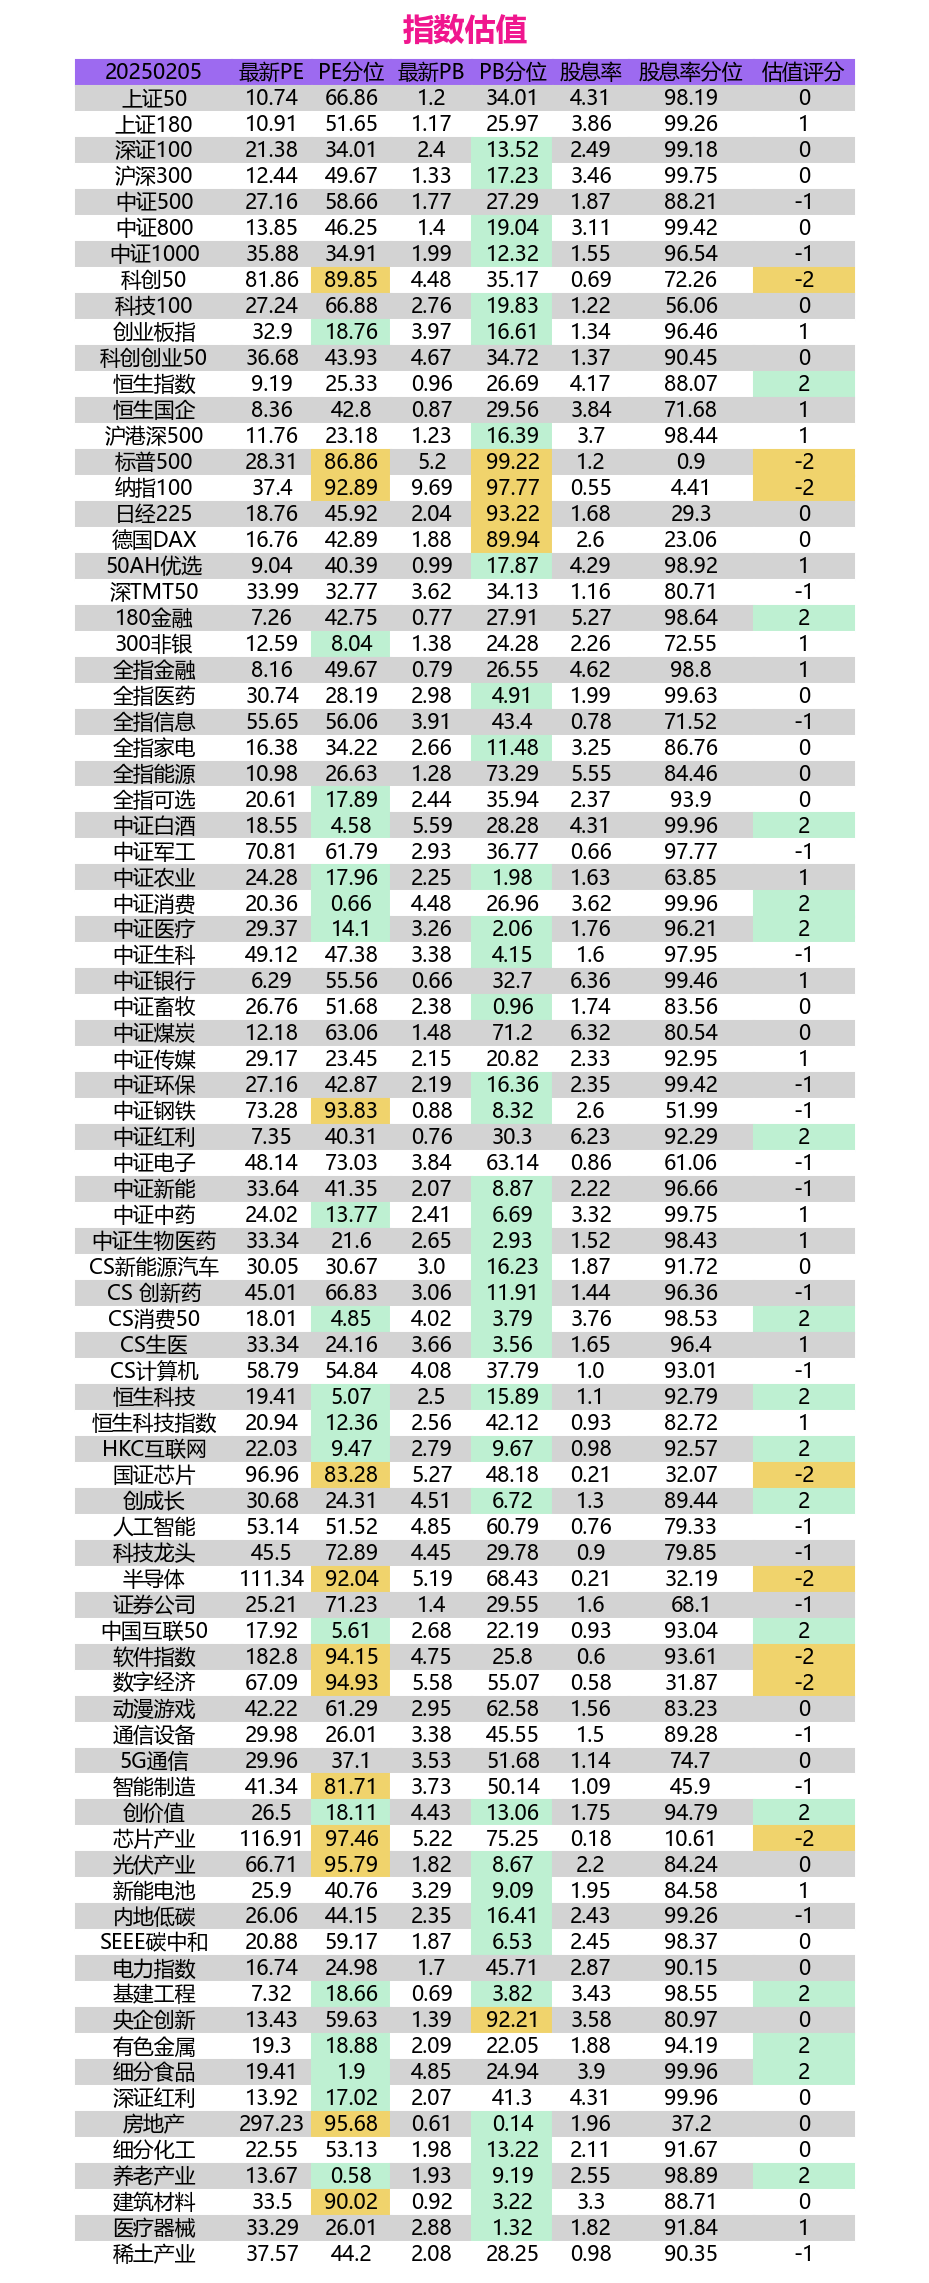 指数估值
20250205 最新PE PE分位 最新PB PB分位 股息率 股息率分位 估值评分
上证50 10.74 66.86 1.2 34.01 4.31 98.19 0
上证180 10.91 51.65 1.17 25.97 3.86 99.26 1
深证100 21.38 34.01 2.4 13.52 2.49 99.18 0
沪深300 12.44 49.67 1.33 17.23 3.46 99.75 0
中证500 27.16 58.66 1.77 27.29 1.87 88.21 -1
中证800 13.85 46.25 1.4 19.04 3.11 99.42 0
中证1000 35.88 34.91 1.99 12.32 1.55 96.54 -1
科创50 81.86 89.85 4.48 35.17 0.69 72.26 -2
科技100 27.24 66.88 2.76 19.83 1.22 56.06 0
创业板指 32.9 18.76 3.97 16.61 1.34 96.46 1
科创创业50 36.68 43.93 4.67 34.72 1.37 90.45 0
恒生指数 9.19 25.33 0.96 26.69 4.17 88.07 2
恒生国企 8.36 42.8 0.87 29.56 3.84 71.68 1
沪港深500 11.76 23.18 1.23 16.39 3.7 98.44 1
标普500 28.31 86.86 5.2 99.22 1.2 0.9 -2
纳指100 37.4 92.89 9.69 97.77 0.55 4.41 -2
日经225 18.76 45.92 2.04 93.22 1.68 29.3 0
德国DAX 16.76 42.89 1.88 89.94 2.6 23.06 0
50AH优选 9.04 40.39 0.99 17.87 4.29 98.92 1
深TMT50 33.99 32.77 3.62 34.13 1.16 80.71 -1
180金融 7.26 42.75 0.77 27.91 5.27 98.64 2
300非银 12.59 8.04 1.38 24.28 2.26 72.55 1
全指金融 8.16 49.67 0.79 26.55 4.62 98.8 1
全指医药 30.74 28.19 2.98 4.91 1.99 99.63 0
全指信息 55.65 56.06 3.91 43.4 0.78 71.52 -1
全指家电 16.38 34.22 2.66 11.48 3.25 86.76 0
全指能源 10.98 26.63 1.28 73.29 5.55 84.46 0
全指可选 20.61 17.89 2.44 35.94 2.37 93.9 0
中证白酒 18.55 4.58 5.59 28.28 4.31 99.96 2
中证军工 70.81 61.79 2.93 36.77 0.66 97.77 -1
中证农业 24.28 17.96 2.25 1.98 1.63 63.85 1
中证消费 20.36 0.66 4.48 26.96 3.62 99.96 2
中证医疗 29.37 14.1 3.26 2.06 1.76 96.21 2
中证生科 49.12 47.38 3.38 4.15 1.6 97.95 -1
中证银行 6.29 55.56 0.66 32.7 6.36 99.46 1
中证畜牧 26.76 51.68 2.38 0.96 1.74 83.56 0
中证煤炭 12.18 63.06 1.48 71.2 6.32 80.54 0
中证传媒 29.17 23.45 2.15 20.82 2.33 92.95 1
中证环保 27.16 42.87 2.19 16.36 2.35 99.42 -1
中证钢铁 73.28 93.83 0.88 8.32 2.6 51.99 -1
中证红利 7.35 40.31 0.76 30.3 6.23 92.29 2
中证电子 48.14 73.03 3.84 63.14 0.86 61.06 -1
中证新能 33.64 41.35 2.07 8.87 2.22 96.66 -1
中证中药 24.02 13.77 2.41 6.69 3.32 99.75 1
中证生物医药 33.34 21.6 2.65 2.93 1.52 98.43 1
CS新能源汽车 30.05 30.67 3.0 16.23 1.87 91.72 0
CS 创新药 45.01 66.83 3.06 11.91 1.44 96.36 -1
CS消费50 18.01 4.85 4.02 3.79 3.76 98.53 2
CS生医 33.34 24.16 3.66 3.56 1.65 96.4 1
CS计算机 58.79 54.84 4.08 37.79 1.0 93.01 -1
恒生科技 19.41 5.07 2.5 15.89 1.1 92.79 2
恒生科技指数 20.94 12.36 2.56 42.12 0.93 82.72 1
HKC互联网 22.03 9.47 2.79 9.67 0.98 92.57 2
国证芯片 96.96 83.28 5.27 48.18 0.21 32.07 -2
创成长 30.68 24.31 4.51 6.72 1.3 89.44 2
人工智能 53.14 51.52 4.85 60.79 0.76 79.33 -1
科技龙头 45.5 72.89 4.45 29.78 0.9 79.85 -1
半导体 111.34 92.04 5.19 68.43 0.21 32.19 -2
证券公司 25.21 71.23 1.4 29.55 1.6 68.1 -1
中国互联50 17.92 5.61 2.68 22.19 0.93 93.04 2
软件指数 182.8 94.15 4.75 25.8 0.6 93.61 -2
数字经济 67.09 94.93 5.58 55.07 0.58 31.87 -2
动漫游戏 42.22 61.29 2.95 62.58 1.56 83.23 0
通信设备 29.98 26.01 3.38 45.55 1.5 89.28 -1
5G通信 29.96 37.1 3.53 51.68 1.14 74.7 0
智能制造 41.34 81.71 3.73 50.14 1.09 45.9 -1
创价值 26.5 18.11 4.43 13.06 1.75 94.79 2
芯片产业 116.91 97.46 5.22 75.25 0.18 10.61 -2
光伏产业 66.71 95.79 1.82 8.67 2.2 84.24 0
新能电池 25.9 40.76 3.29 9.09 1.95 84.58 1
内地低碳 26.06 44.15 2.35 16.41 2.43 99.26 -1
SEEE碳中和 20.88 59.17 1.87 6.53 2.45 98.37 0
电力指数 16.74 24.98 1.7 45.71 2.87 90.15 0
基建工程 7.32 18.66 0.69 3.82 3.43 98.55 2
央企创新 13.43 59.63 1.39 92.21 3.58 80.97 0
有色金属 19.3 18.88 2.09 22.05 1.88 94.19 2
细分食品 19.41 1.9 4.85 24.94 3.9 99.96 2
深证红利 13.92 17.02 2.07 41.3 4.31 99.96 0
房地产 297.23 95.68 0.61 0.14 1.96 37.2 0
细分化工 22.55 53.13 1.98 13.22 2.11 91.67 0
养老产业 13.67 0.58 1.93 9.19 2.55 98.89 2
建筑材料 33.5 90.02 0.92 3.22 3.3 88.71 0
医疗器械 33.29 26.01 2.88 1.32 1.82 91.84 1
稀土产业 37.57 44.2 2.08 28.25 0.98 90.35 -1